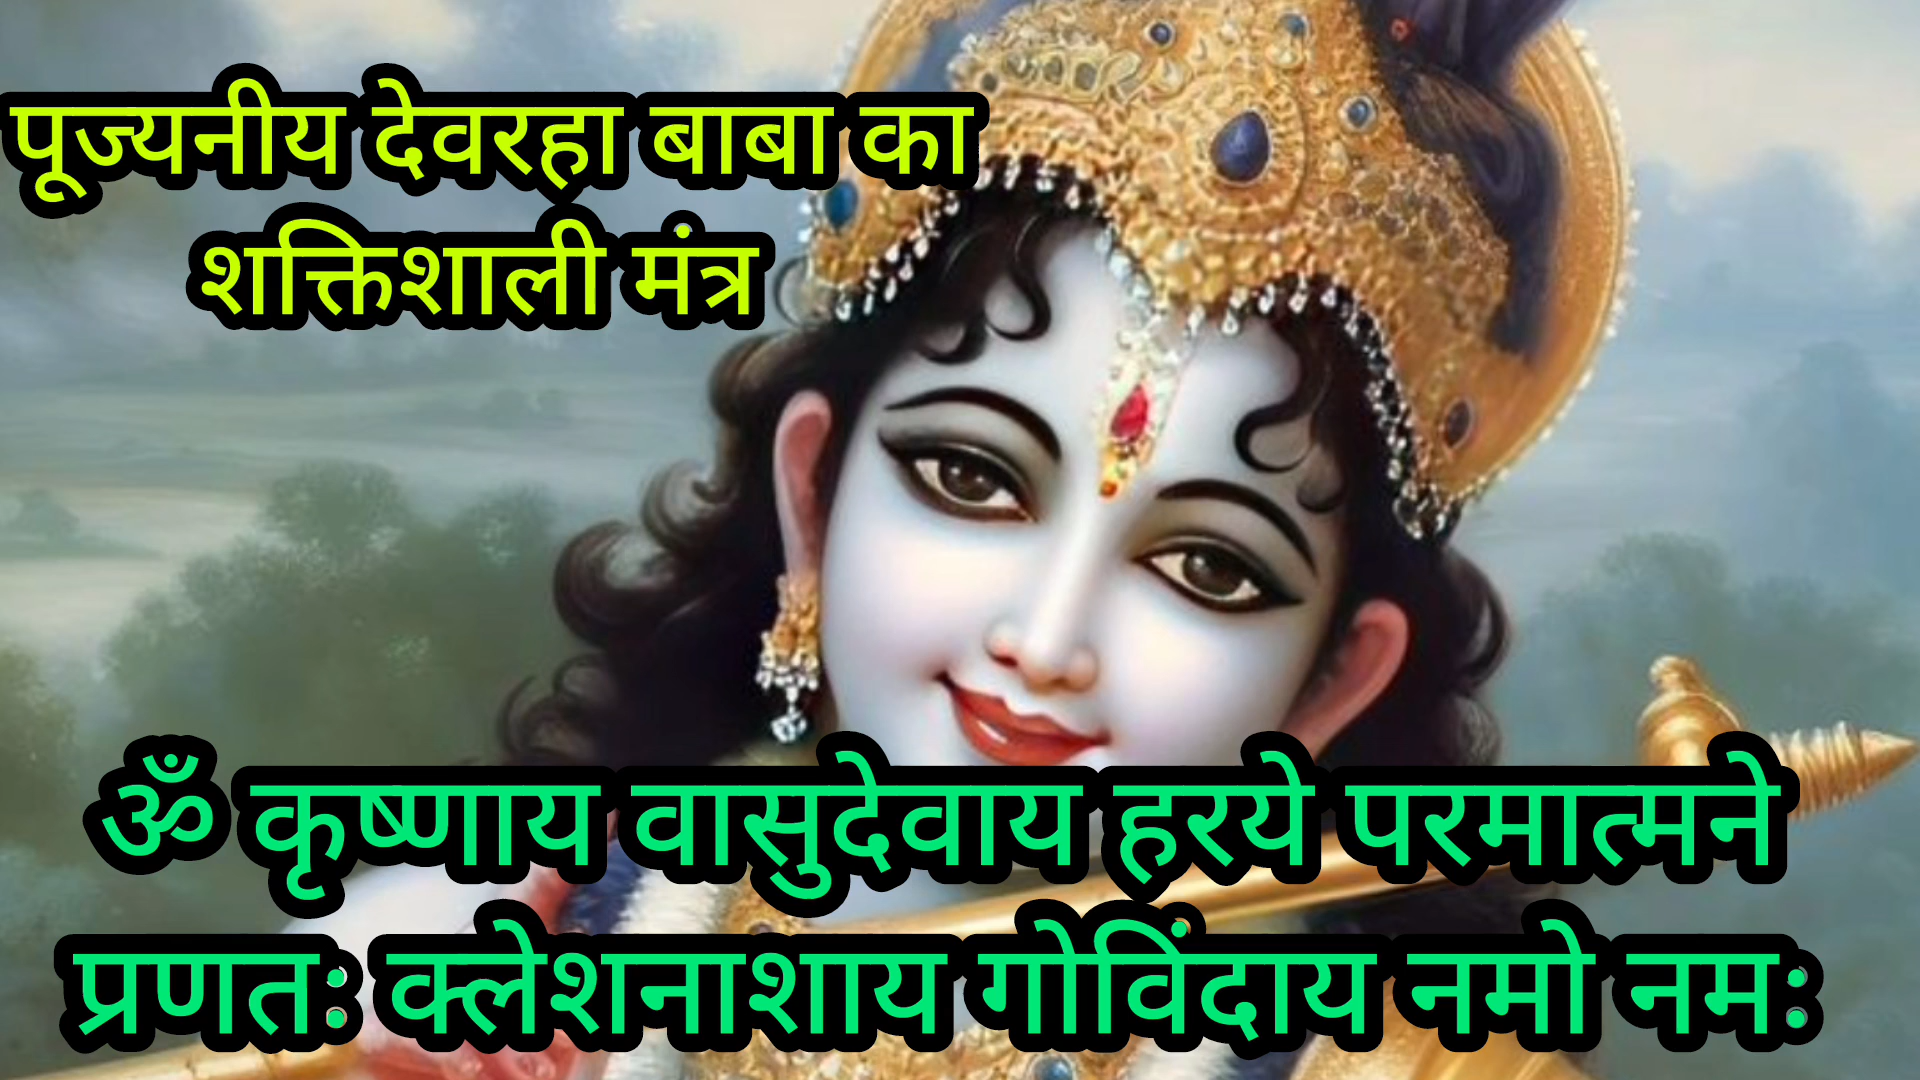 पूज्यनीय देवरहा बाबा का
शक्तिशाली मंत्र
ॐ कृष्णाय वासुदेवाय हरये परमात्मने
प्रणतः क्लेशनाशाय गोविंदाय नमो नमः